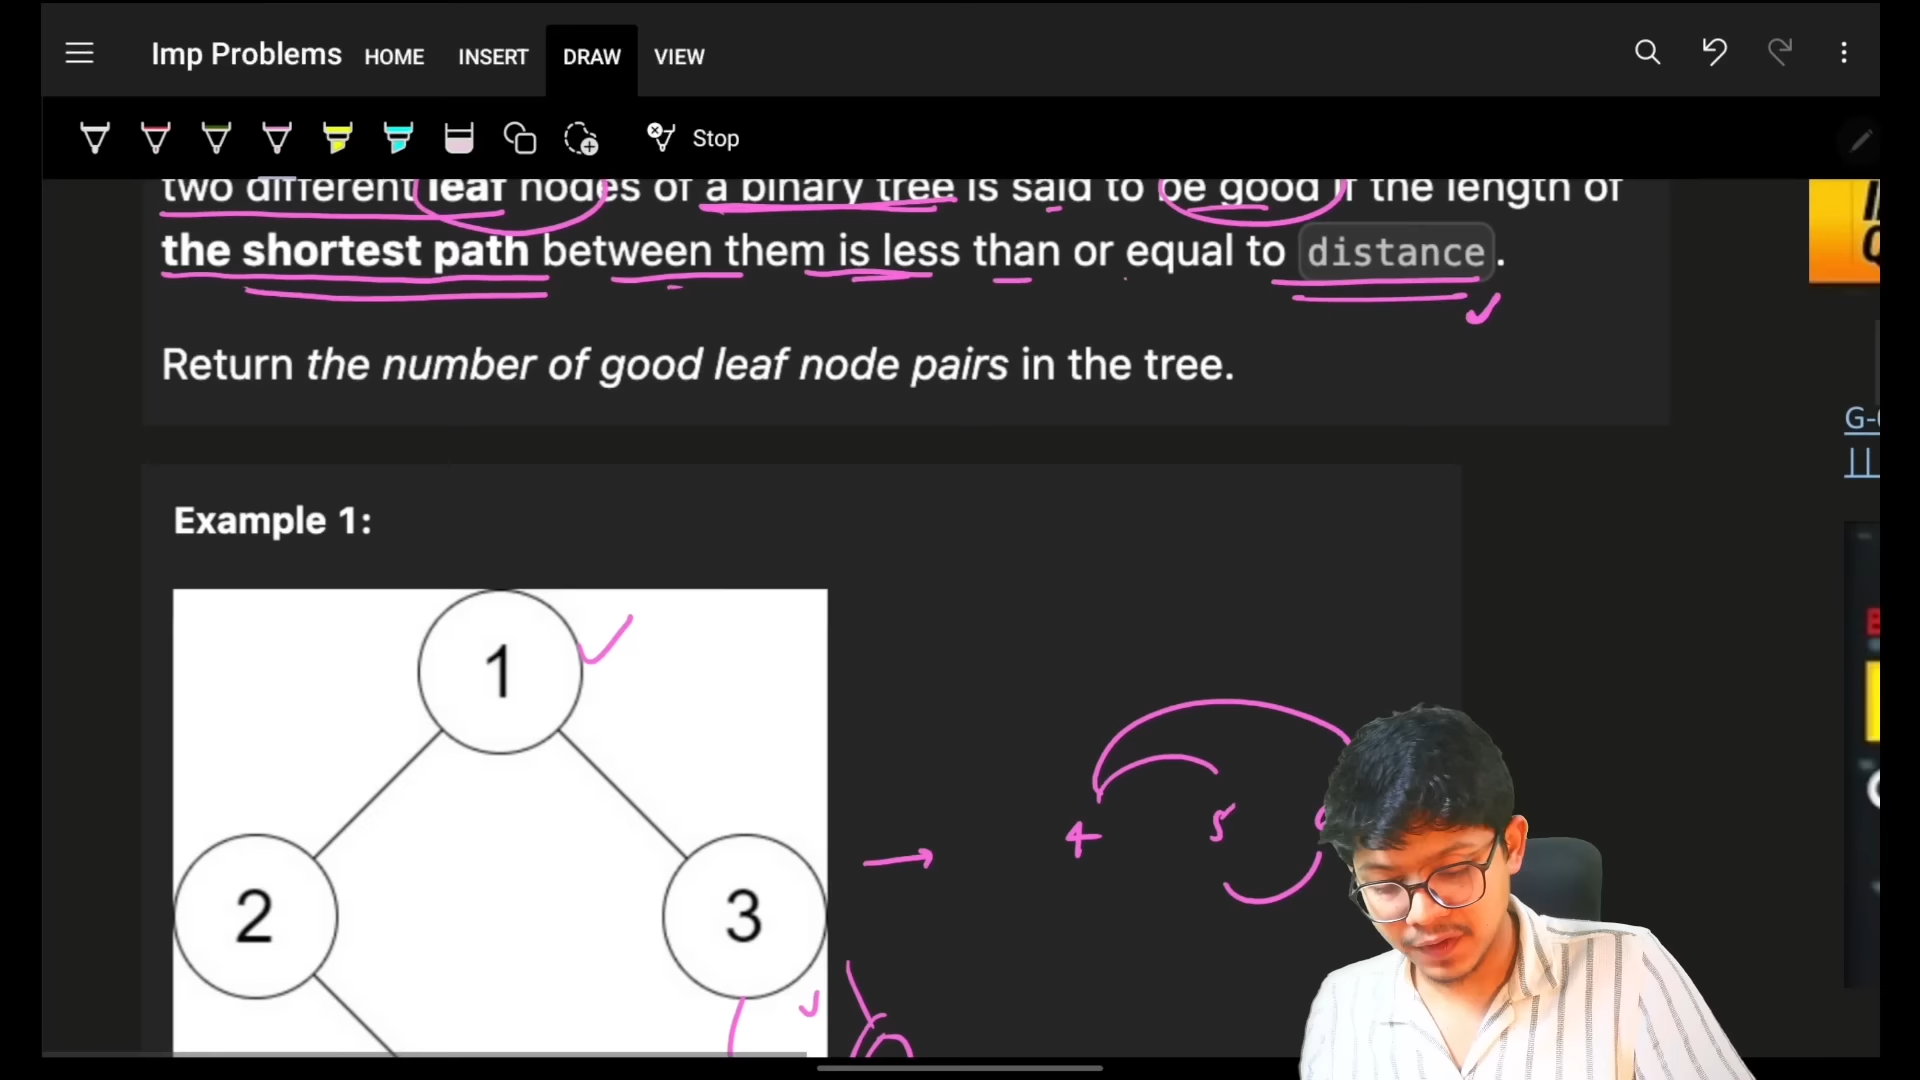 Imp Problems HOME INSERT DRAW VIEW
Stop
two different leaf nodes of a binary tree is said to be good if the length of
the shortest path between them is less than or equal to distance.
Return the number of good leaf node pairs in the tree.
G-
Example 1:
1
2
3
4 5